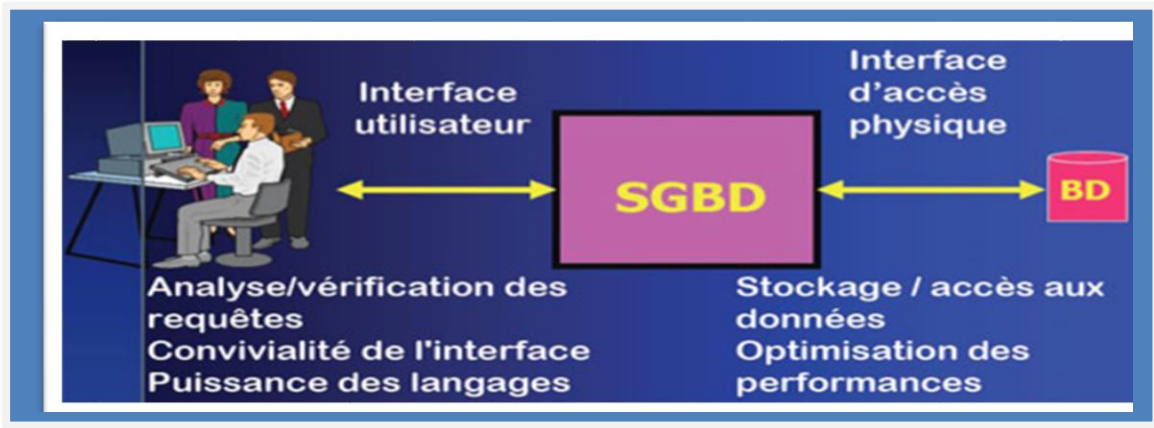 Interface
utilisateur
SGBD
Interface
d'accès
physique
BD
Analyse/vérification des
requêtes
Convivialité de l'interface
Puissance des langages
Stockage / accès aux
données
Optimisation des
performances